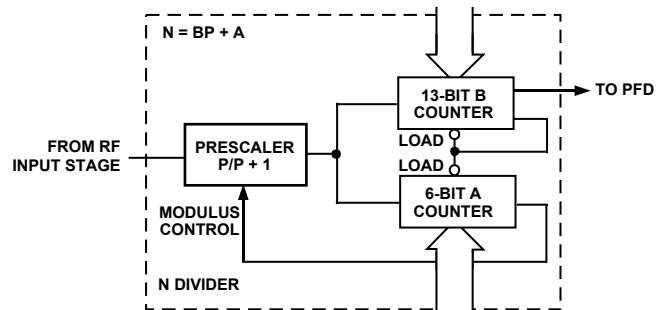 N = BP + A
13-BIT B
COUNTER
TO PFD
LOAD
LOAD
FROM RF
INPUT STAGE
PRESCALER
P/P + 1
6-BIT A
COUNTER
MODULUS
CONTROL
N DIVIDER